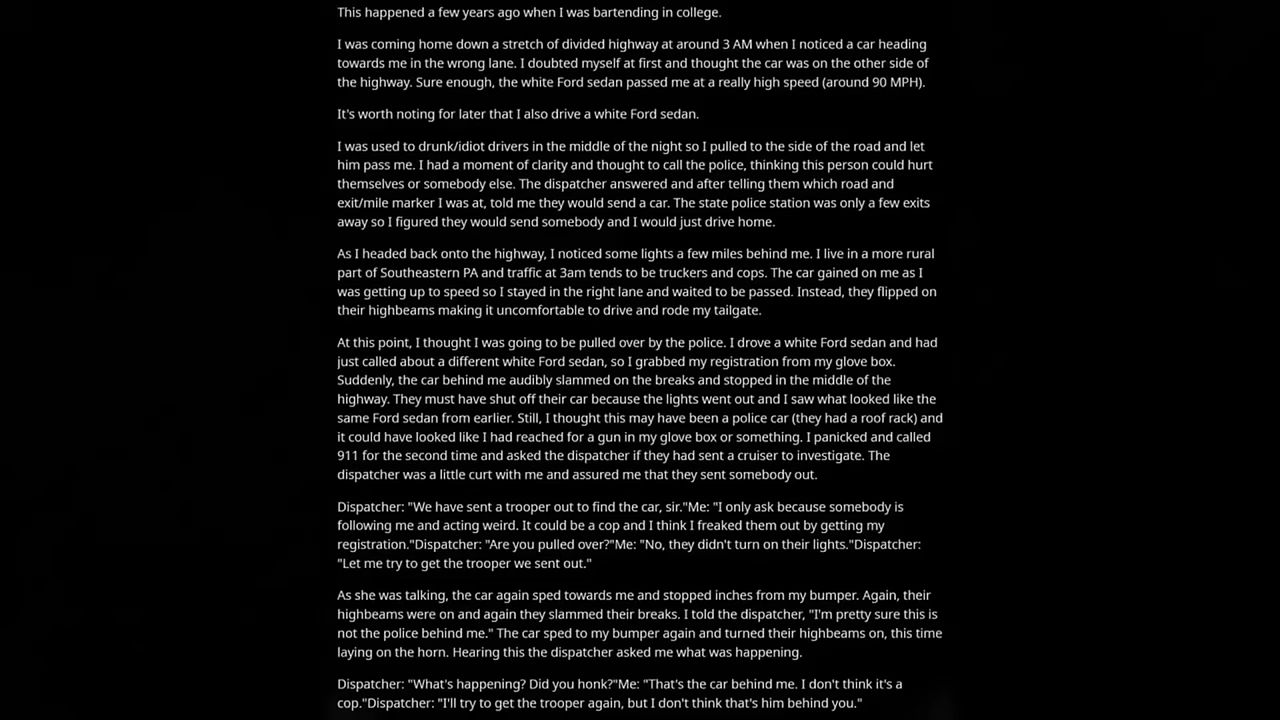 This happened a few years ago when I was bartending in college.
I was coming home down a stretch of divided highway at around 3 AM when I noticed a car heading
towards me in the wrong lane. I doubted myself at first and thought the car was on the other side of
the highway. Sure enough, the white Ford sedan passed me at a really high speed (around 90 MPH).
It's worth noting for later that I also drive a white Ford sedan.
I was used to drunk/idiot drivers in the middle of the night so I pulled to the side of the road and let
him pass me. I had a moment of clarity and thought to call the police, thinking this person could hurt
themselves or somebody else. The dispatcher answered and after telling them which road and
exit/mile marker I was at, told me they would send a car. The state police station was only a few exits
away so I figured they would send somebody and I would just drive home.
As I headed back onto the highway, I noticed some lights a few miles behind me. I live in a more rural
part of Southeastern PA and traffic at 3am tends to be truckers and cops. The car gained on me as I
was getting up to speed so I stayed in the right lane and waited to be passed. Instead, they flipped on
their highbeams making it uncomfortable to drive and rode my tailgate.
At this point, I thought I was going to be pulled over by the police. I drove a white Ford sedan and had
just called about a different white Ford sedan, so I grabbed my registration from my glove box.
Suddenly, the car behind me audibly slammed on the breaks and stopped in the middle of the
highway. They must have shut off their car because the lights went out and I saw what looked like the
same Ford sedan from earlier. Still, I thought this may have been a police car (they had a roof rack) and
it could have looked like I had reached for a gun in my glove box or something. I panicked and called
911 for the second time and asked the dispatcher if they had sent a cruiser to investigate. The
dispatcher was a little curt with me and assured me that they sent somebody out.
Dispatcher: "We have sent a trooper out to find the car, sir."Me: "I only ask because somebody is
following me and acting weird. It could be a cop and I think I freaked them out by getting my
registration."Dispatcher: "Are you pulled over?"Me: "No, they didn't turn on their lights."Dispatcher:
"Let me try to get the trooper we sent out."
As she was talking, the car again sped towards me and stopped inches from my bumper. Again, their
highbeams were on and again they slammed their breaks. I told the dispatcher, "I'm pretty sure this is
not the police behind me." The car sped to my bumper again and turned their highbeams on, this time
laying on the horn. Hearing this the dispatcher asked me what was happening.
Dispatcher: "What's happening? Did you honk?"Me: "That's the car behind me. I don't think it's a
cop."Dispatcher: "I'll try to get the trooper again, but I don't think that's him behind you."